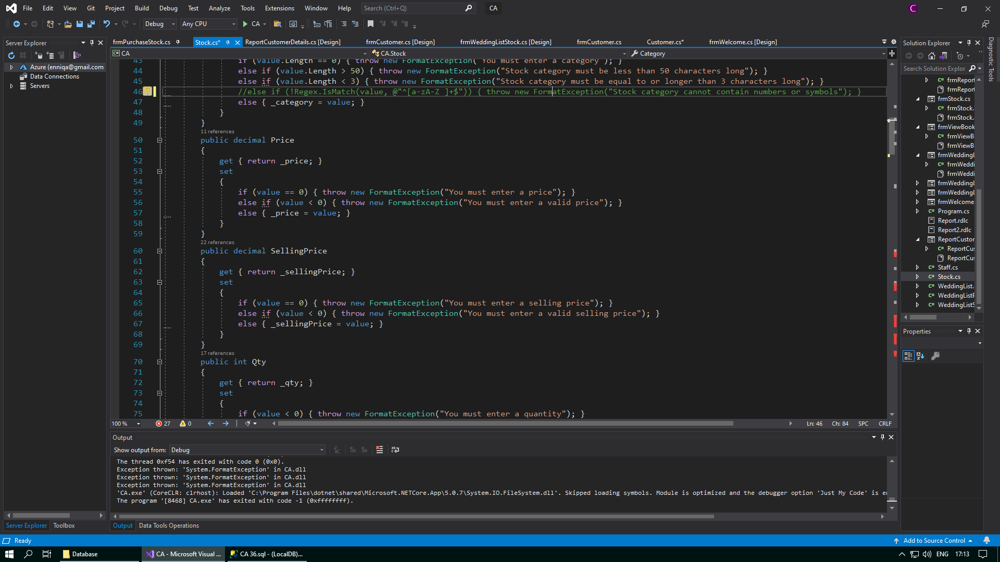 File Edit View Git Project Build Debug Test Analyze Tools Extensions Window Help Search (Ctrl+Q) CA C
Debug Any CPU CA
Server Explorer
Azure (enniqa@gmail.com
Data Connections
Servers
frmPurchaseStock.cs Stock.cs* ReportCustomerDetails.cs [Design] frmCustomer.cs [Design] frmWeddingListStock.cs [Design] frmCustomer.cs Customer.cs* frmWelcome.cs [Design]
C# CA CA.Stock Category
43 if (value.Length == 0) { throw new FormatException("You must enter a category"); }
44 else if (value.Length > 50) { throw new FormatException("Stock category must be less than 50 characters long"); }
45 else if (value.Length < 3) { throw new FormatException("Stock category must be equal to or longer than 3 characters long"); }
46 //else if (!Regex.IsMatch(value, @"^[a-zA-Z ]+$")) { throw new FormatException("Stock category cannot contain numbers or symbols"); }
47 else { _category = value; }
48 }
49 }
11 references
50 public decimal Price
51 {
52 get { return _price; }
53 set
54 {
55 if (value == 0) { throw new FormatException("You must enter a price"); }
56 else if (value < 0) { throw new FormatException("You must enter a valid price"); }
57 else { _price = value; }
58 }
59 }
22 references
60 public decimal SellingPrice
61 {
62 get { return _sellingPrice; }
63 set
64 {
65 if (value == 0) { throw new FormatException("You must enter a selling price"); }
66 else if (value < 0) { throw new FormatException("You must enter a valid selling price"); }
67 else { _sellingPrice = value; }
68 }
69 }
17 references
70 public int Qty
71 {
72 get { return _qty; }
73 set
74 {
75 if (value < 0) { throw new FormatException("You must enter a quantity"); }
100 % 27 0 Ln: 46 Ch: 84 SPC CRLF
Output
Show output from: Debug
The thread 0xf54 has exited with code 0 (0x0).
Exception thrown: 'System.FormatException' in CA.dll
Exception thrown: 'System.FormatException' in CA.dll
Exception thrown: 'System.FormatException' in CA.dll
'CA.exe' (CoreCLR: clrhost): Loaded 'C:\Program Files\dotnet\shared\Microsoft.NETCore.App\5.0.7\System.IO.FileSystem.dll'. Skipped loading symbols. Module is optimized and the debugger option 'Just My Code' is en
The program '[8468] CA.exe' has exited with code -1 (0xffffffff).
Server Explorer Toolbox
Output Data Tools Operations
Solution Explorer
Search Solution Explor
C# frmReport
frmReport
frmStock.cs
C# frmStock.
frmStock.
frmViewBook
C# frmViewB
frmViewB
frmWeddingL
C# frmWeddi
frmWeddi
frmWeddingL
frmWeddingL
frmWelcome
C# Program.cs
Report.rdlc
Report2.rdlc
ReportCustor
C# ReportCus
ReportCus
C# Staff.cs
C# Stock.cs
C# WeddingList.
C# WeddingListF
C# WeddingListS
Properties
Diagnostic Tools
Ready Add to Source Control
Database CA - Microsoft Visual ... CA 36.sql - (LocalDB)... ENG 17:13